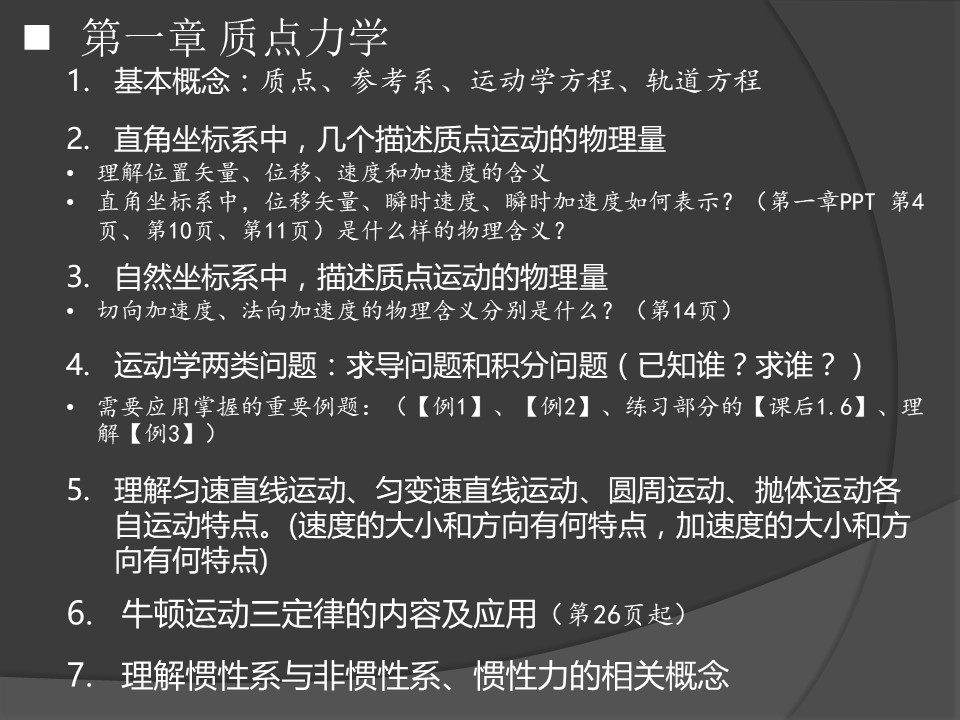 ■ 第一章 质点力学
1. 基本概念：质点、参考系、运动学方程、轨道方程
2. 直角坐标系中，几个描述质点运动的物理量
• 理解位置矢量、位移、速度和加速度的含义
• 直角坐标系中，位移矢量、瞬时速度、瞬时加速度如何表示？（第一章PPT 第4
页、第10页、第11页）是什么样的物理含义？
3. 自然坐标系中，描述质点运动的物理量
• 切向加速度、法向加速度的物理含义分别是什么？（第14页）
4. 运动学两类问题：求导问题和积分问题（已知谁？求谁？）
• 需要应用掌握的重要例题：（【例1】、【例2】、练习部分的【课后1.6】、理
解【例3】）
5. 理解匀速直线运动、匀变速直线运动、圆周运动、抛体运动各
自运动特点。(速度的大小和方向有何特点，加速度的大小和方
向有何特点)
6. 牛顿运动三定律的内容及应用（第26页起）
7. 理解惯性系与非惯性系、惯性力的相关概念